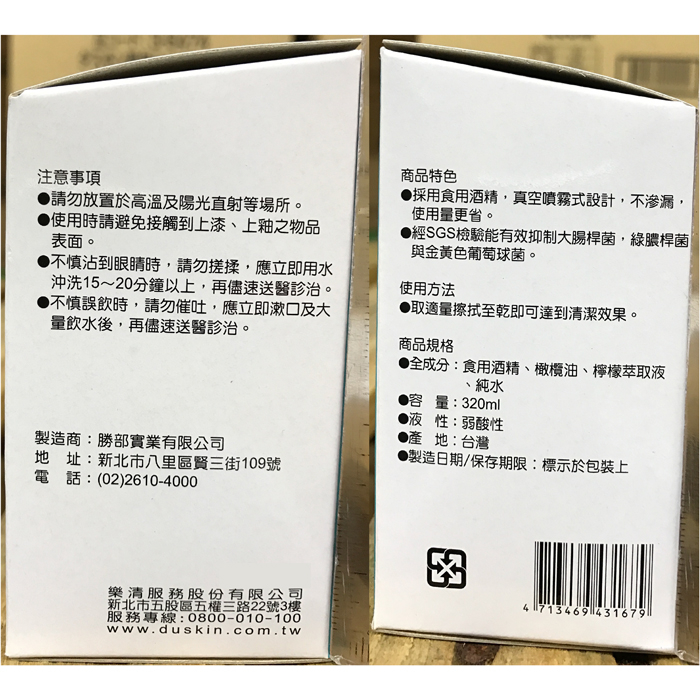 注意事項
●請勿放置於高溫及陽光直射等場所。
●使用時請避免接觸到上漆、上釉之物品
表面。
●不慎沾到眼睛時，請勿搓揉，應立即用水
沖洗15～20分鐘以上，再儘速送醫診治。
●不慎誤飲時，請勿催吐，應立即漱口及大
量飲水後，再儘速送醫診治。
製造商：勝部實業有限公司
地 址：新北市八里區賢三街109號
電 話：(02)2610-4000
樂清服務股份有限公司
新北市五股區五權三路22號3樓
服務專線:0800-010-100
www.duskin.com.tw
商品特色
●採用食用酒精，真空噴霧式設計，不滲漏，
使用量更省。
●經SGS檢驗能有效抑制大腸桿菌，綠膿桿菌
與金黃色葡萄球菌。
使用方法
●取適量擦拭至乾即可達到清潔效果。
商品規格
●全成分：食用酒精、橄欖油、檸檬萃取液
、純水
●容 量：320ml
●液 性：弱酸性
●產 地：台灣
●製造日期/保存期限：標示於包裝上
4 713469 431679